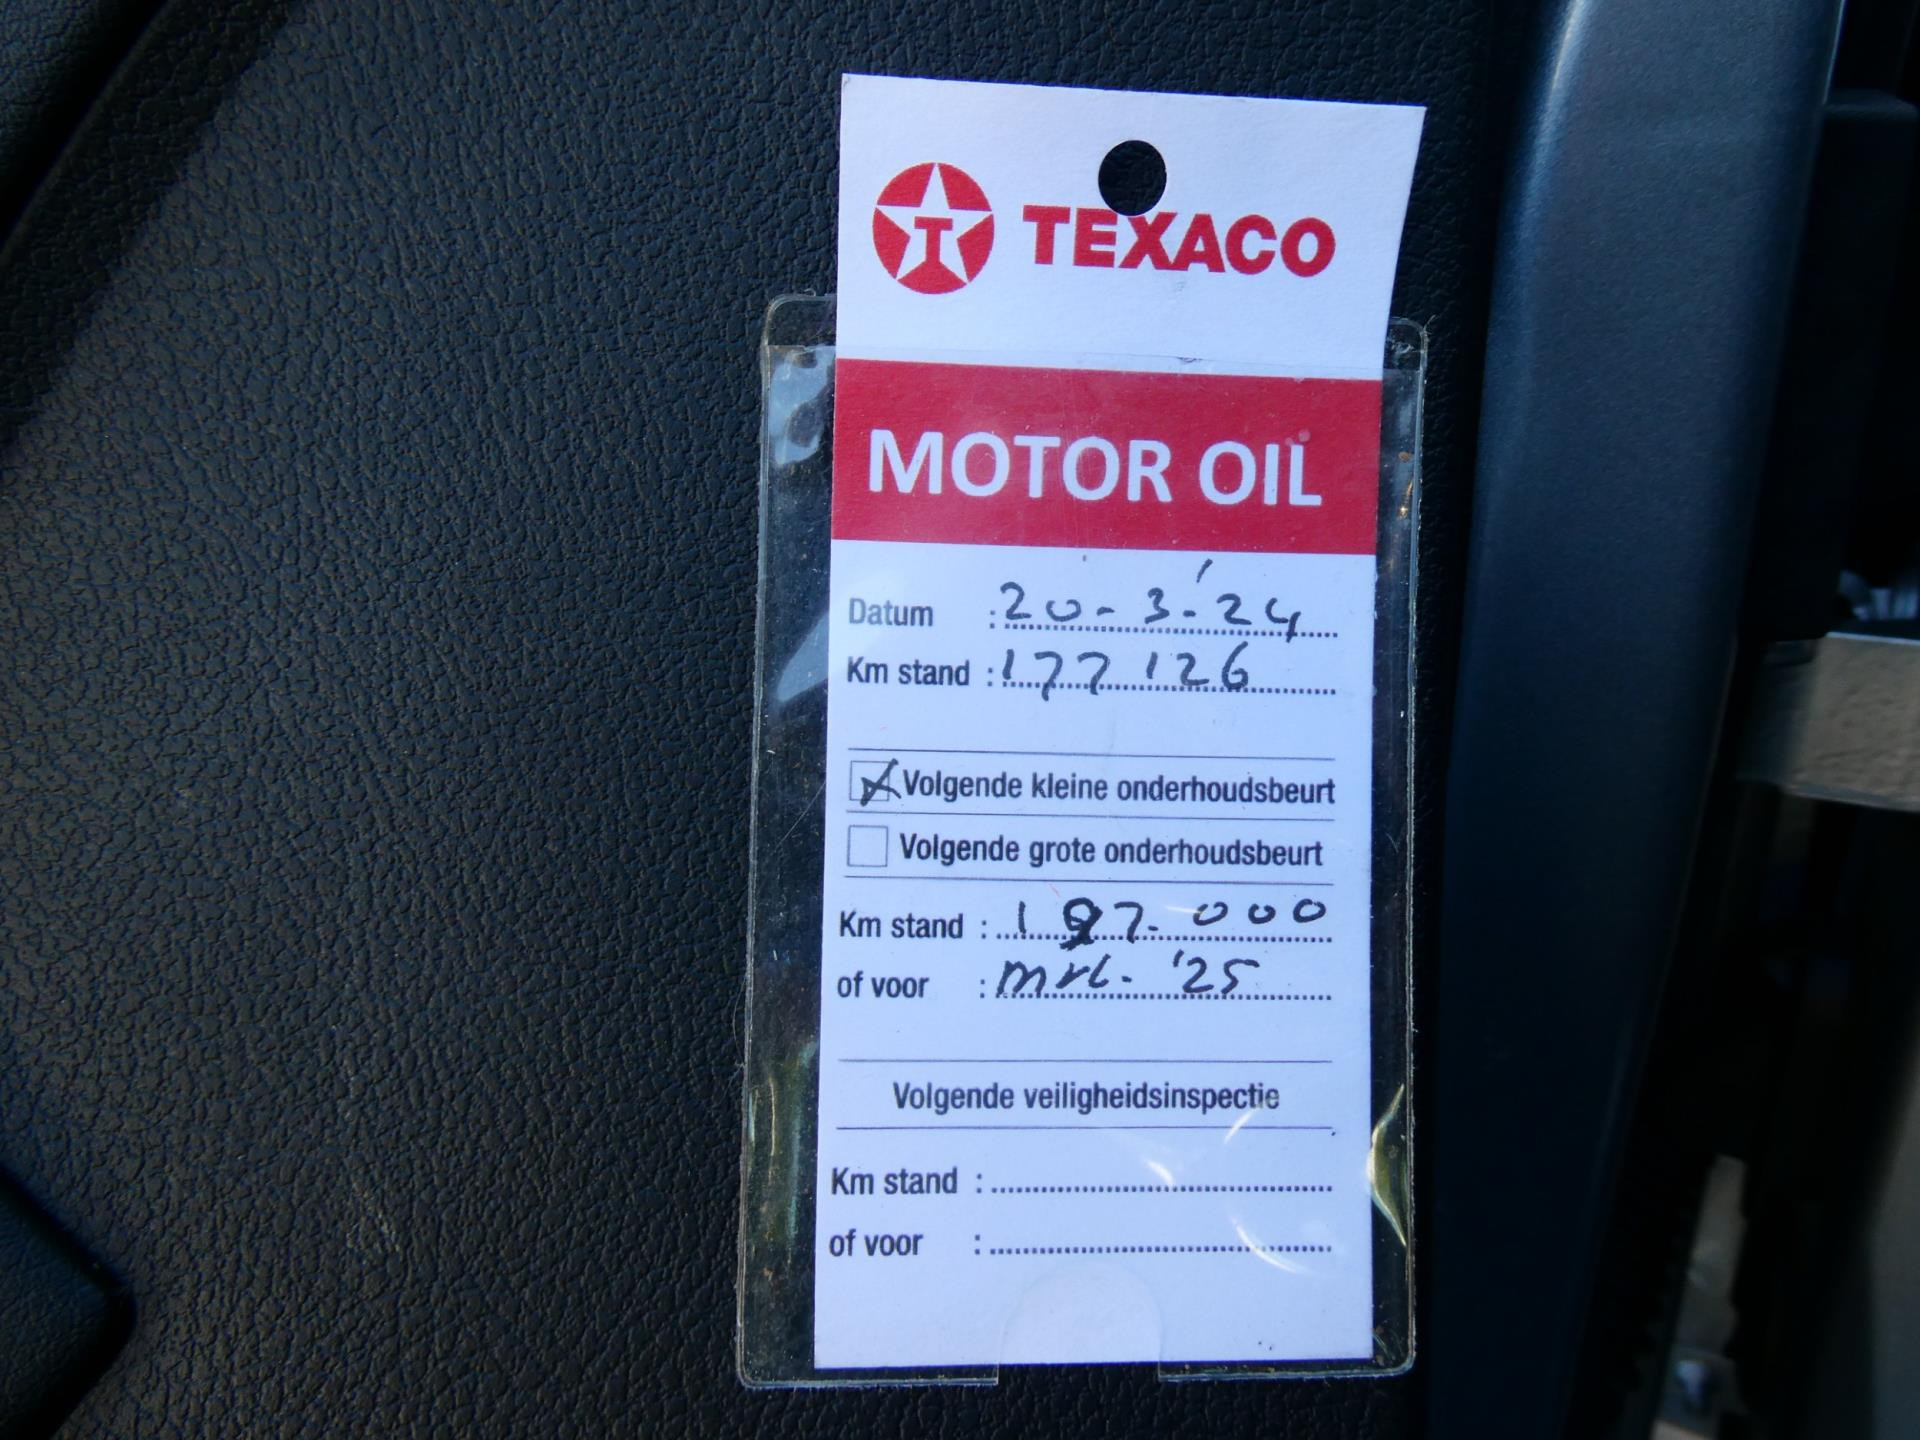 TEXACO
MOTOR OIL
Datum : 20-3-'24
Km stand : 177126
Volgende kleine onderhoudsbeurt
Volgende grote onderhoudsbeurt
Km stand : 197.000
of voor : mrt. '25
Volgende veiligheidsinspectie
Km stand :
of voor :